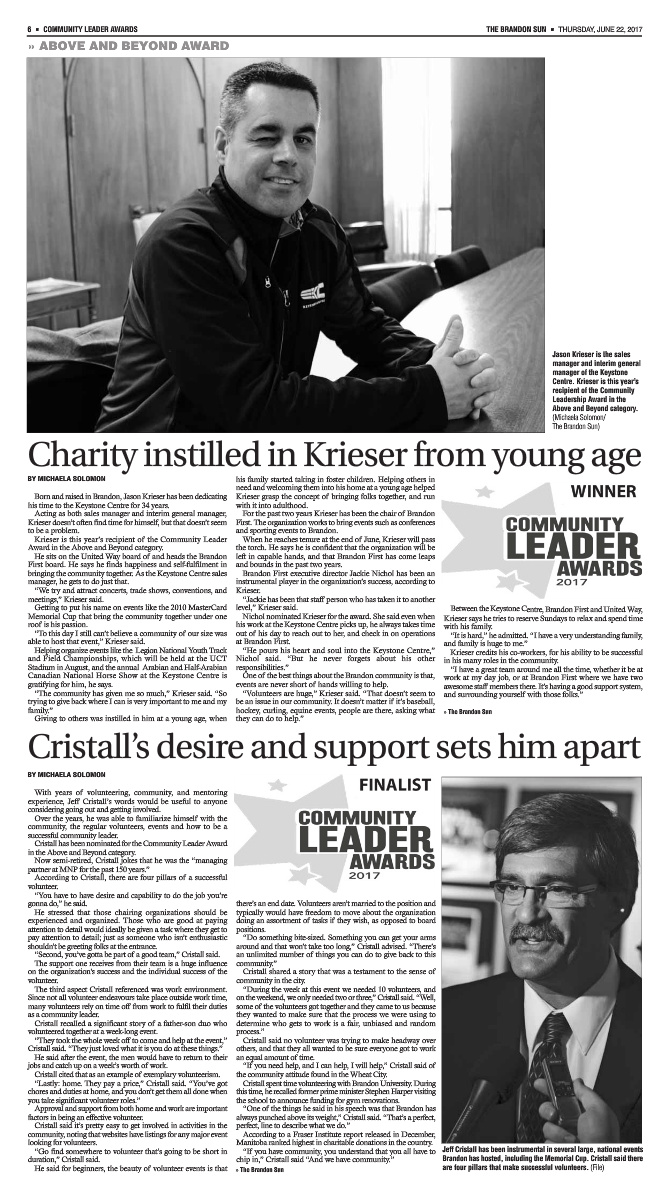 6 ■ COMMUNITY LEADER AWARDS
THE BRANDON SUN ■ THURSDAY, JUNE 22, 2017
» ABOVE AND BEYOND AWARD
Jason Krieser is the sales
manager and interim general
manager of the Keystone
Centre. Krieser is this year's
recipient of the Community
Leadership Award in the
Above and Beyond category.
(Michaela Solomon/
The Brandon Sun)
Charity instilled in Krieser from young age
BY MICHAELA SOLOMON
Born and raised in Brandon, Jason Krieser has been dedicating
his time to the Keystone Centre for 34 years.
Acting as both sales manager and interim general manager,
Krieser doesn't often find time for himself, but that doesn't seem
to be a problem.
Krieser is this year's recipient of the Community Leader
Award in the Above and Beyond category.
He sits on the United Way board of and heads the Brandon
First board. He says he finds happiness and self-fulfilment in
bringing the community together. As the Keystone Centre sales
manager, he gets to do just that.
"We try and attract concerts, trade shows, conventions, and
meetings," Krieser said.
Getting to put his name on events like the 2010 MasterCard
Memorial Cup that bring the community together under one
roof is his passion.
"To this day I still can't believe a community of our size was
able to host that event," Krieser said.
Helping organize events like the Legion National Youth Track
and Field Championships, which will be held at the UCT
Stadium in August, and the annual Arabian and Half-Arabian
Canadian National Horse Show at the Keystone Centre is
gratifying for him, he says.
"The community has given me so much," Krieser said. "So
trying to give back where I can is very important to me and my
family."
Giving to others was instilled in him at a young age, when
his family started taking in foster children. Helping others in
need and welcoming them into his home at a young age helped
Krieser grasp the concept of bringing folks together, and run
with it into adulthood.
For the past two years Krieser has been the chair of Brandon
First. The organization works to bring events such as conferences
and sporting events to Brandon.
When he reaches tenure at the end of June, Krieser will pass
the torch. He says he is confident that the organization will be
left in capable hands, and that Brandon First has come leaps
and bounds in the past two years.
Brandon First executive director Jackie Nichol has been an
instrumental player in the organization's success, according to
Krieser.
"Jackie has been that staff person who has taken it to another
level," Krieser said.
Nichol nominated Krieser for the award. She said even when
his work at the Keystone Centre picks up, he always takes time
out of his day to reach out to her, and check in on operations
at Brandon First.
"He pours his heart and soul into the Keystone Centre,"
Nichol said. "But he never forgets about his other
responsibilities."
One of the best things about the Brandon community is that,
events are never short of hands willing to help.
"Volunteers are huge," Krieser said. "That doesn't seem to
be an issue in our community. It doesn't matter if it's baseball,
hockey, curling, equine events, people are there, asking what
they can do to help."
WINNER
COMMUNITY
LEADER
AWARDS
2017
Between the Keystone Centre, Brandon First and United Way,
Krieser says he tries to reserve Sundays to relax and spend time
with his family.
"It is hard," he admitted. "I have a very understanding family,
and family is huge to me."
Krieser credits his co-workers, for his ability to be successful
in his many roles in the community.
"I have a great team around me all the time, whether it be at
work at my day job, or at Brandon First where we have two
awesome staff members there. It's having a good support system,
and surrounding yourself with those folks."
» The Brandon Sun
Cristall's desire and support sets him apart
BY MICHAELA SOLOMON
With years of volunteering, community, and mentoring
experience, Jeff Cristall's words would be useful to anyone
considering going out and getting involved.
Over the years, he was able to familiarize himself with the
community, the regular volunteers, events and how to be a
successful community leader.
Cristall has been nominated for the Community Leader Award
in the Above and Beyond category.
Now semi-retired, Cristall jokes that he was the "managing
partner at MNP for the past 150 years."
According to Cristall, there are four pillars of a successful
volunteer.
"You have to have desire and capability to do the job you're
gonna do," he said.
He stressed that those chairing organizations should be
experienced and organized. Those who are good at paying
attention to detail would ideally be given a task where they get to
pay attention to detail; just as someone who isn't enthusiastic
shouldn't be greeting folks at the entrance.
"Second, you've gotta be part of a good team," Cristall said.
The support one receives from their team is a huge influence
on the organization's success and the individual success of the
volunteer.
The third aspect Cristall referenced was work environment.
Since not all volunteer endeavours take place outside work time,
many volunteers rely on time off from work to fulfil their duties
as a community leader.
Cristall recalled a significant story of a father-son duo who
volunteered together at a week-long event.
"They took the whole week off to come and help at the event,"
Cristall said. "They just loved what it is you do at these things."
He said after the event, the men would have to return to their
jobs and catch up on a week's worth of work.
Cristall cited that as an example of exemplary volunteerism.
"Lastly: home. They pay a price," Cristall said. "You've got
chores and duties at home, and you don't get them all done when
you take significant volunteer roles."
Approval and support from both home and work are important
factors in being an effective volunteer.
Cristall said it's pretty easy to get involved in activities in the
community, noting that websites have listings for any major event
looking for volunteers.
"Go find somewhere to volunteer that's going to be short in
duration," Cristall said.
He said for beginners, the beauty of volunteer events is that
FINALIST
COMMUNITY
LEADER
AWARDS
2017
there's an end date. Volunteers aren't married to the position and
typically would have freedom to move about the organization
doing an assortment of tasks if they wish, as opposed to board
positions.
"Do something bite-sized. Something you can get your arms
around and that won't take too long," Cristall advised. "There's
an unlimited number of things you can do to give back to this
community."
Cristall shared a story that was a testament to the sense of
community in the city.
"During the week at this event we needed 10 volunteers, and
on the weekend, we only needed two or three," Cristall said. "Well,
some of the volunteers got together and they came to us because
they wanted to make sure that the process we were using to
determine who gets to work is a fair, unbiased and random
process."
Cristall said no volunteer was trying to make headway over
others, and that they all wanted to be sure everyone got to work
an equal amount of time.
"If you need help, and I can help, I will help," Cristall said of
the community attitude found in the Wheat City.
Cristall spent time volunteering with Brandon University. During
this time, he recalled former prime minister Stephen Harper visiting
the school to announce funding for gym renovations.
"One of the things he said in his speech was that Brandon has
always punched above its weight," Cristall said. "That's a perfect,
perfect, line to describe what we do."
According to a Fraser Institute report released in December,
Manitoba ranked highest in charitable donations in the country.
"If you have community, you understand that you all have to
chip in," Cristall said "And we have community."
» The Brandon Sun
Jeff Cristall has been instrumental in several large, national events
Brandon has hosted, including the Memorial Cup. Cristall said there
are four pillars that make successful volunteers. (File)